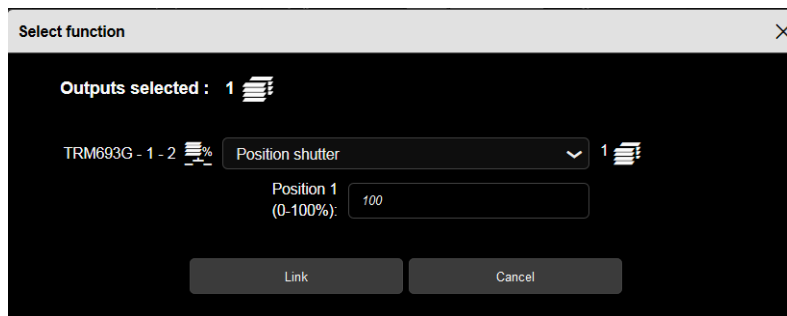 Select function
Outputs selected : 1
TRM693G - 1 - 2 % Position shutter 1
Position 1
(0-100%): 100
Link Cancel